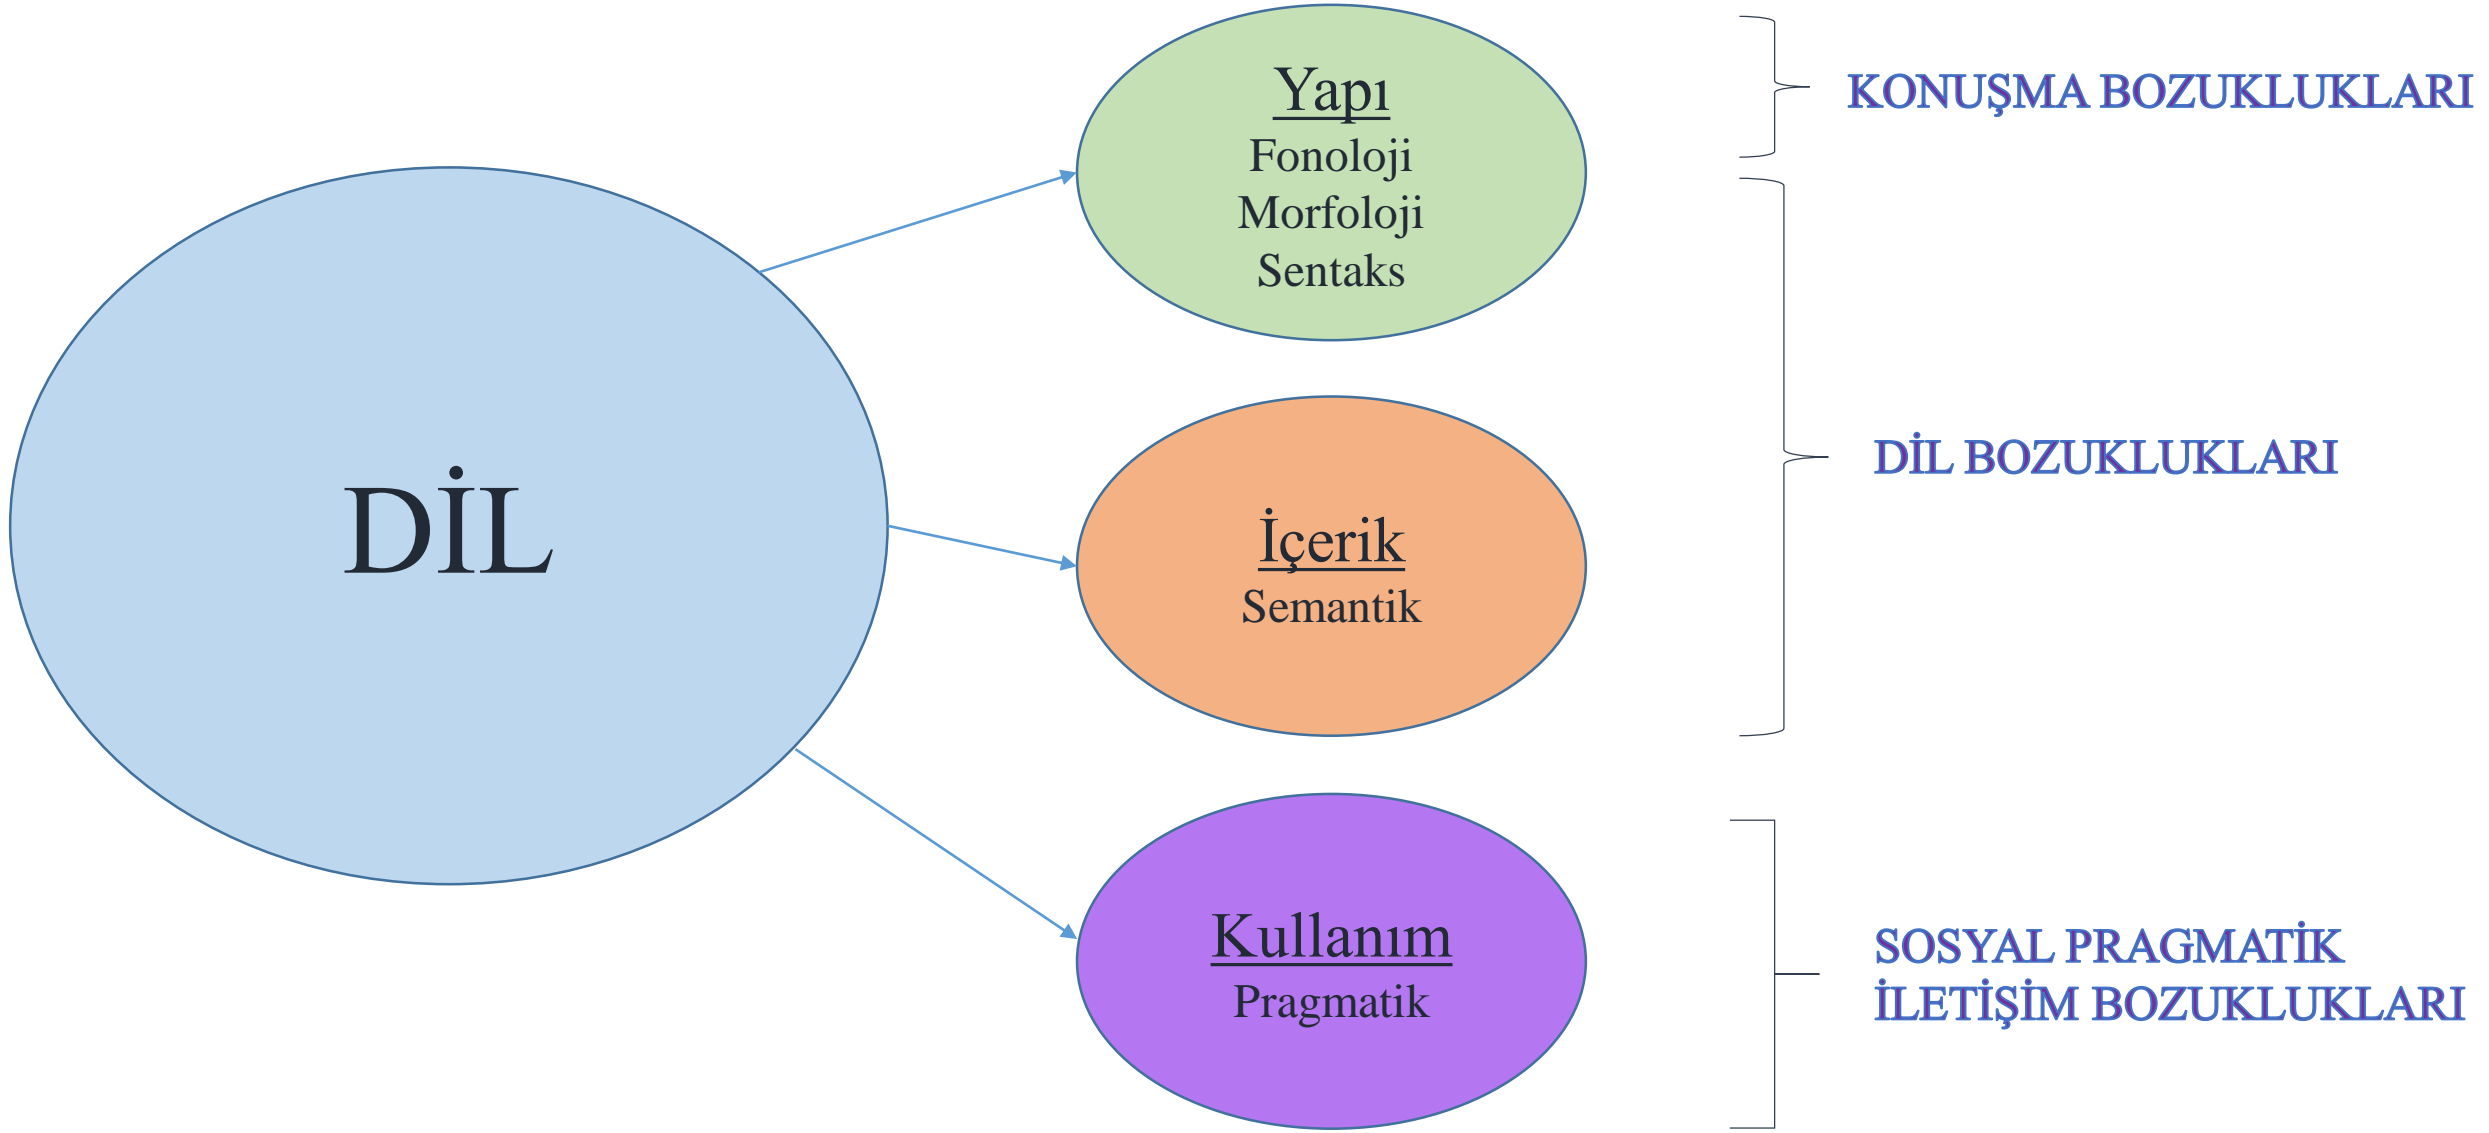 DİL
Yapı
Fonoloji
Morfoloji
Sentaks
İçerik
Semantik
Kullanım
Pragmatik
KONUŞMA BOZUKLUKLARI
DİL BOZUKLUKLARI
SOSYAL PRAGMATİK
İLETİŞİM BOZUKLUKLARI